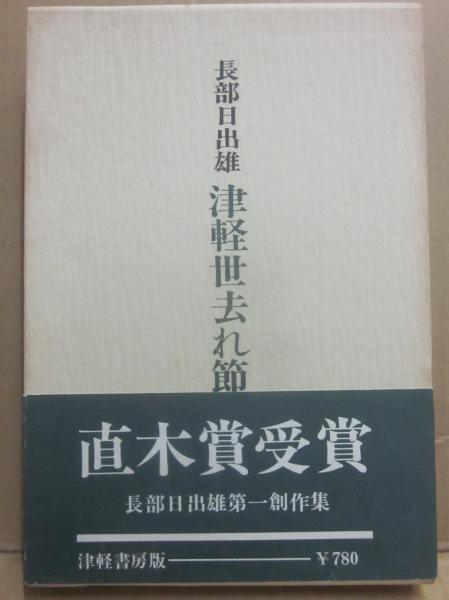 長部日出雄 津軽世去れ節
直木賞受賞
長部日出雄第一創作集
津軽書房版――¥780